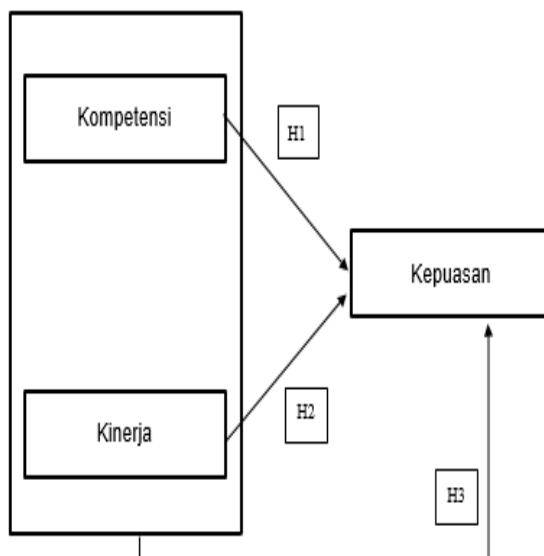 Kompetensi
H1
Kepuasan
Kinerja
H2
H3